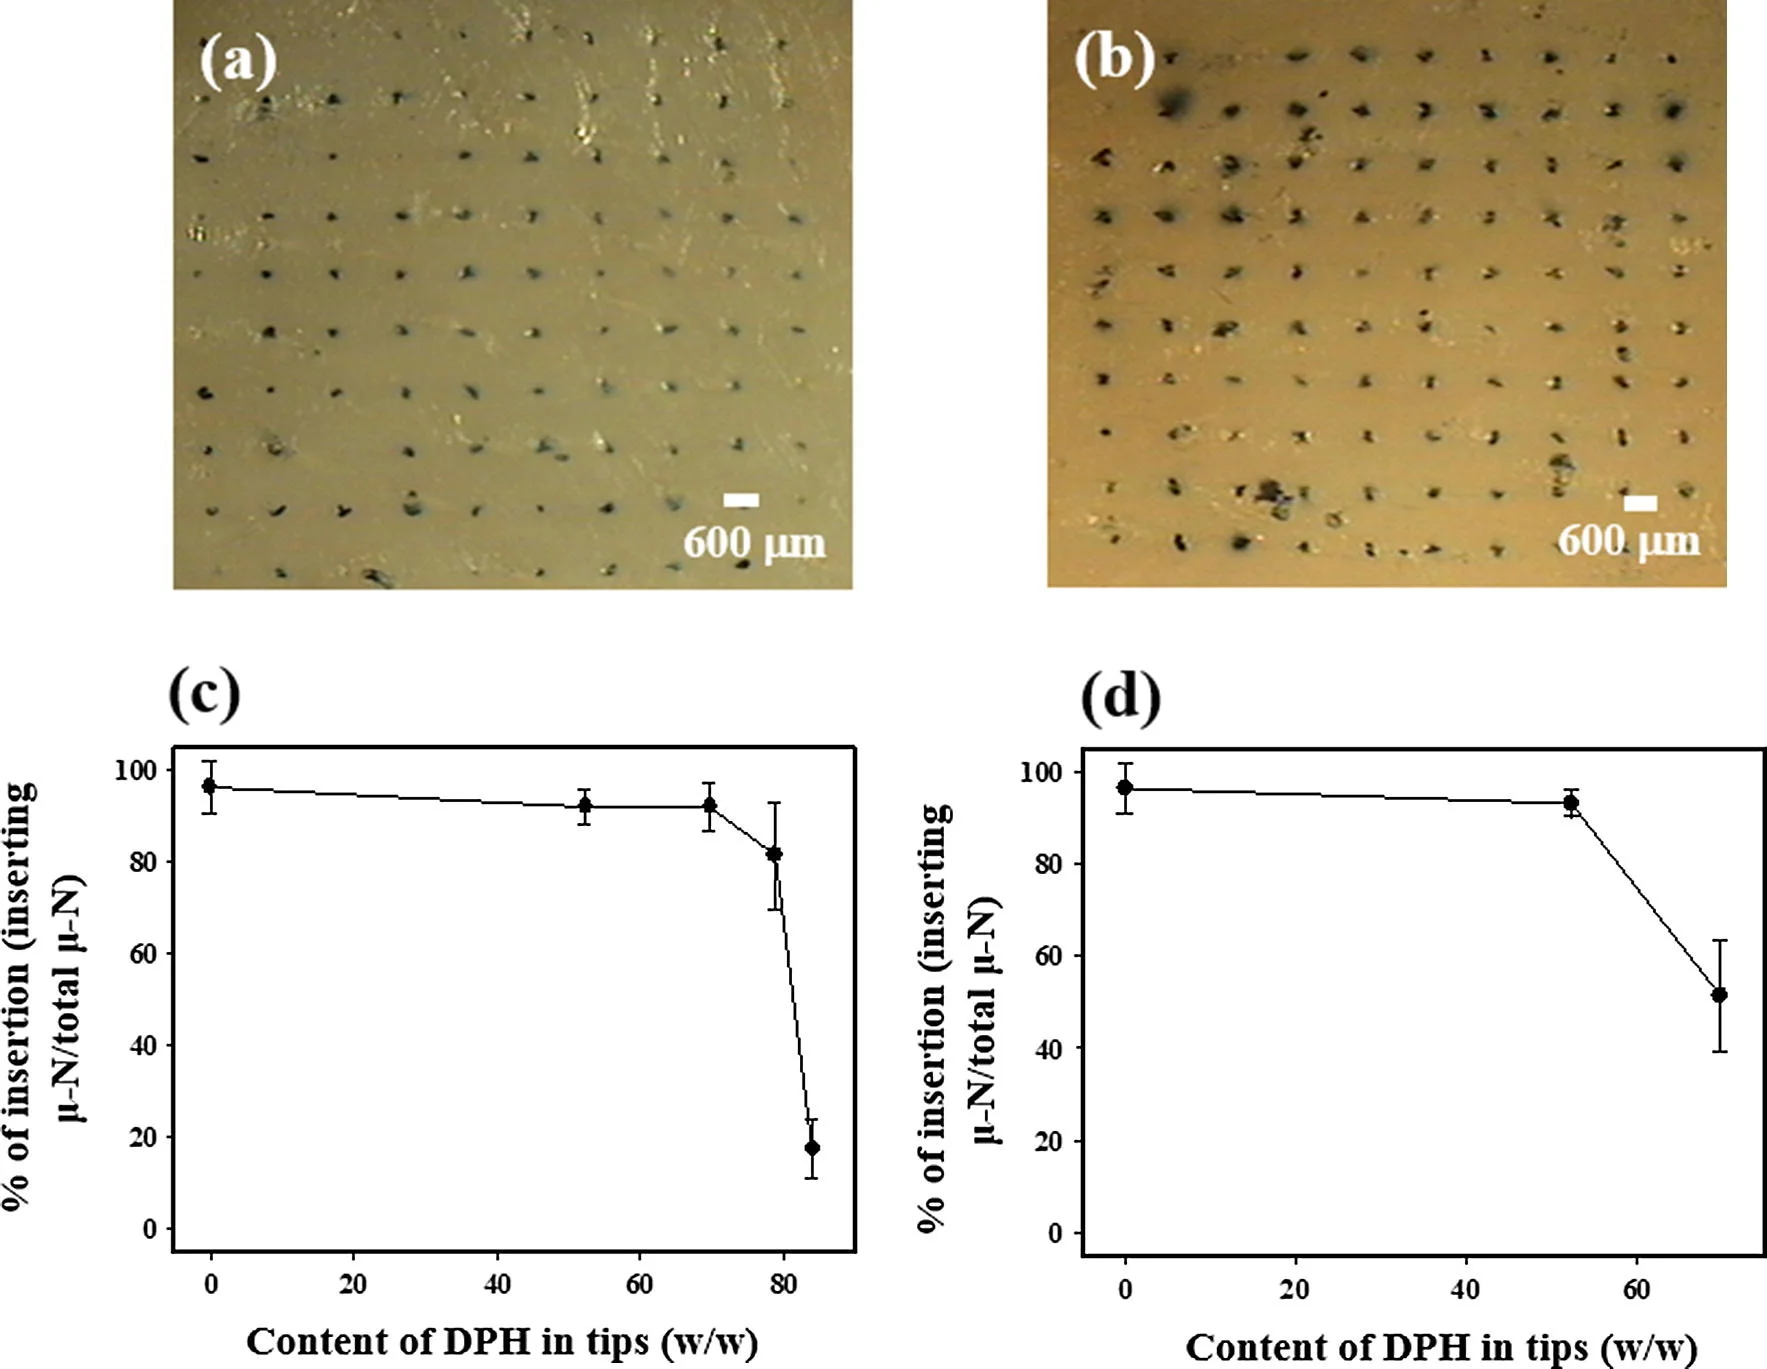 (a)
600 μm
(b)
600 μm
(c)
% of insertion (inserting
μ-N/total μ-N)
100
80
60
40
20
0
0 20 40 60 80
Content of DPH in tips (w/w)
(d)
% of insertion (inserting
μ-N/total μ-N)
100
80
60
40
20
0
0 20 40 60
Content of DPH in tips (w/w)